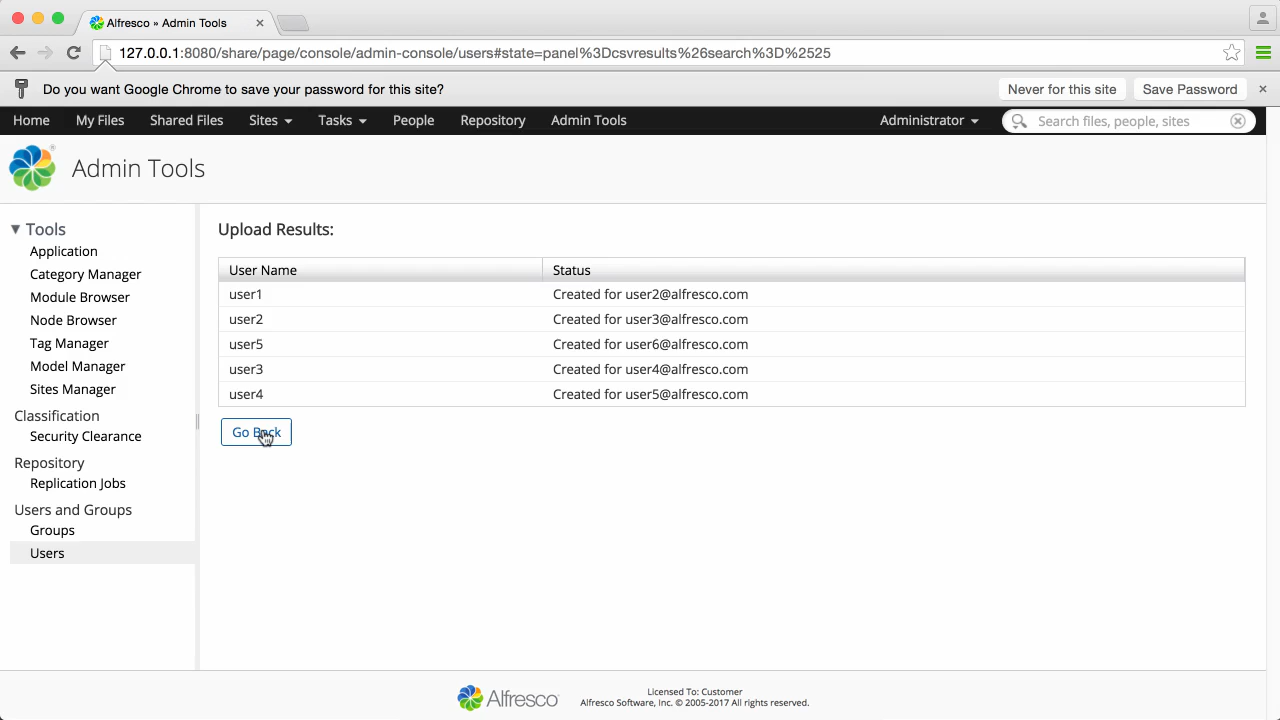 Alfresco » Admin Tools
127.0.0.1:8080/share/page/console/admin-console/users#state=panel%3Dcsvresults%26search%3D%2525
Do you want Google Chrome to save your password for this site? Never for this site Save Password
Home My Files Shared Files Sites Tasks People Repository Admin Tools Administrator Search files, people, sites
Admin Tools
Tools
Application
Category Manager
Module Browser
Node Browser
Tag Manager
Model Manager
Sites Manager
Classification
Security Clearance
Repository
Replication Jobs
Users and Groups
Groups
Users
Upload Results:
User Name Status
user1 Created for user2@alfresco.com
user2 Created for user3@alfresco.com
user5 Created for user6@alfresco.com
user3 Created for user4@alfresco.com
user4 Created for user5@alfresco.com
Go Back
Alfresco
Licensed To: Customer
Alfresco Software, Inc. © 2005-2017 All rights reserved.